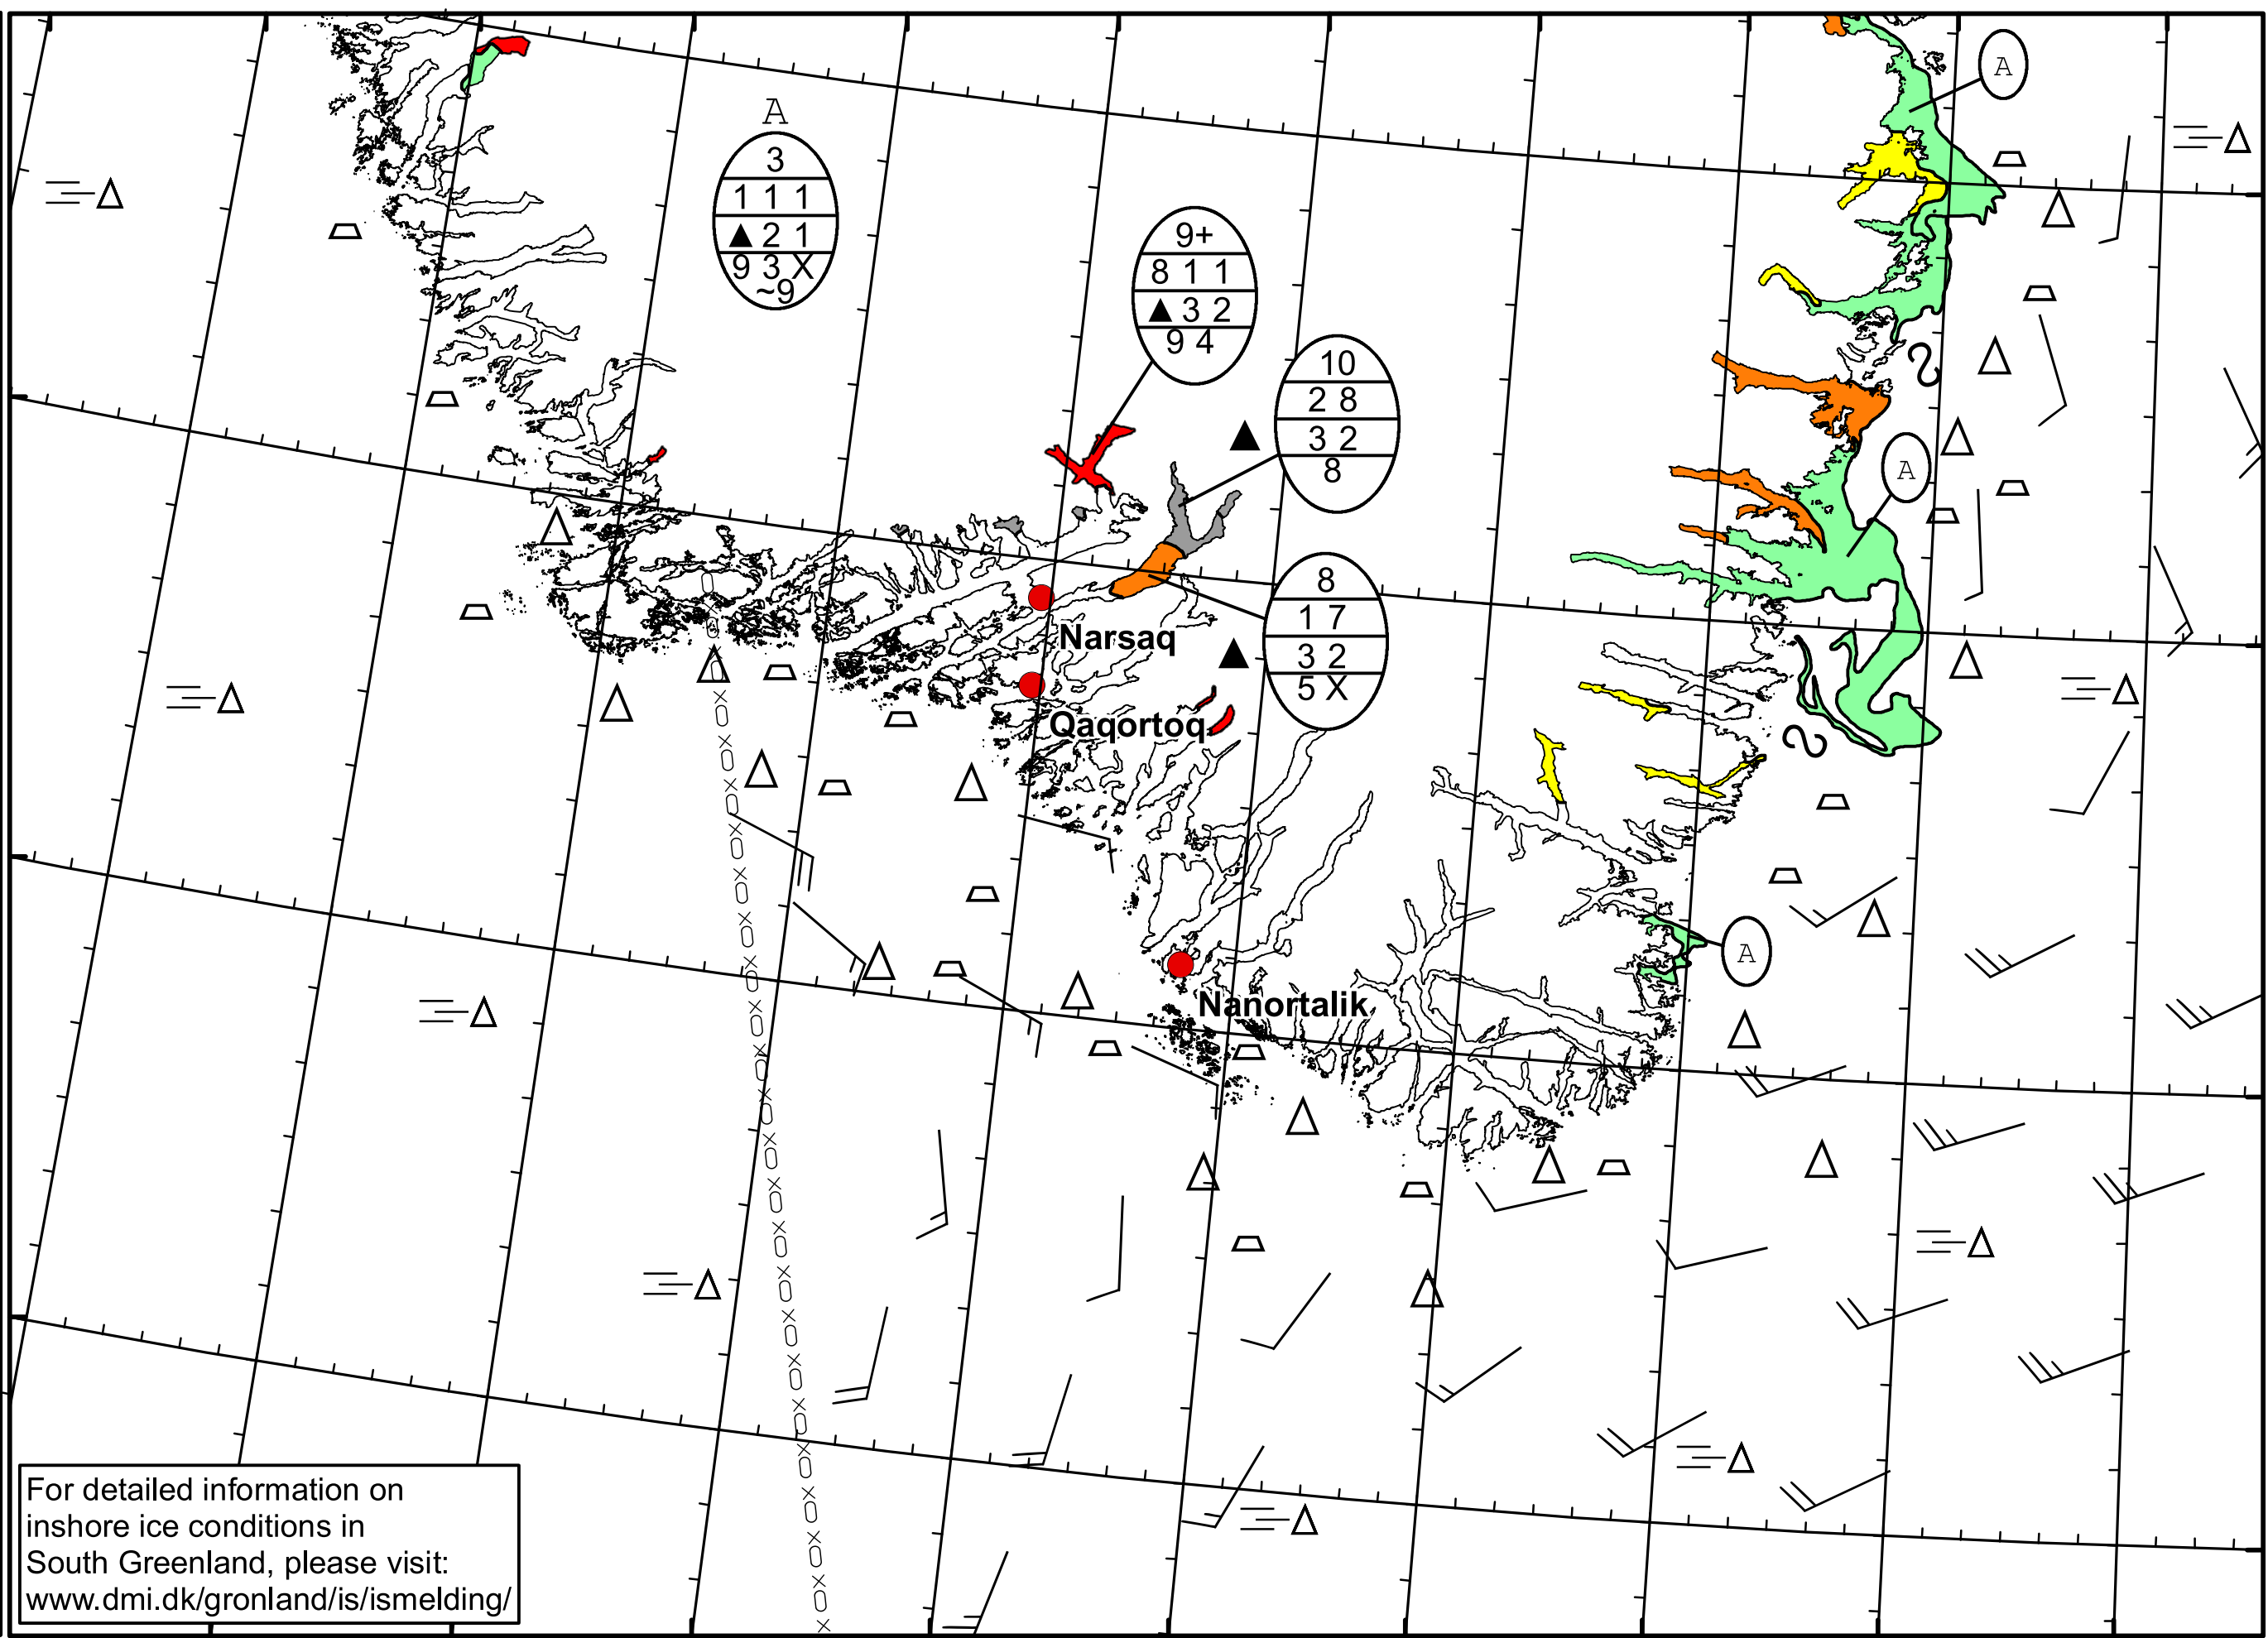 A
3
1 1 1
▲ 2 1
9 3 X
~9
9+
8 1 1
▲ 3 2
9 4
10
2 8
3 2
8
8
1 7
3 2
5 X
A
A
A
Narsaq
Qaqortoq
Nanortalik
For detailed information on
inshore ice conditions in
South Greenland, please visit:
www.dmi.dk/gronland/is/ismelding/